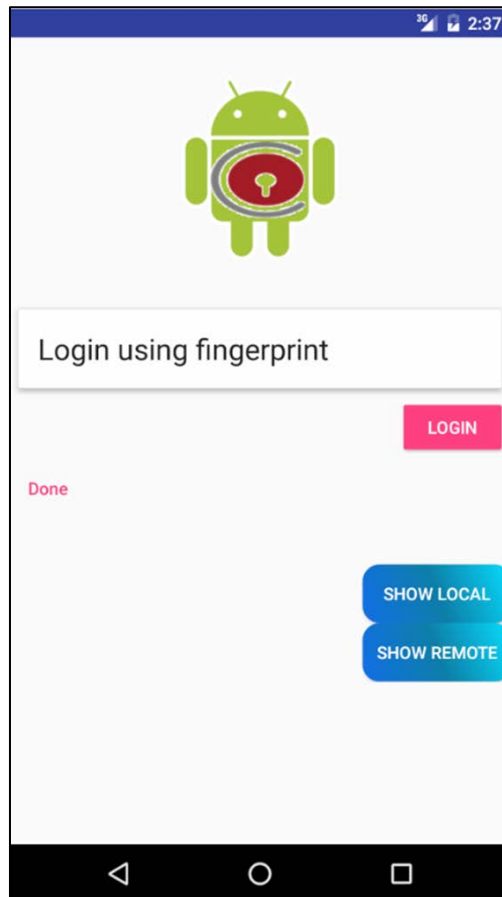 3G 2:37
Login using fingerprint
LOGIN
Done
SHOW LOCAL
SHOW REMOTE